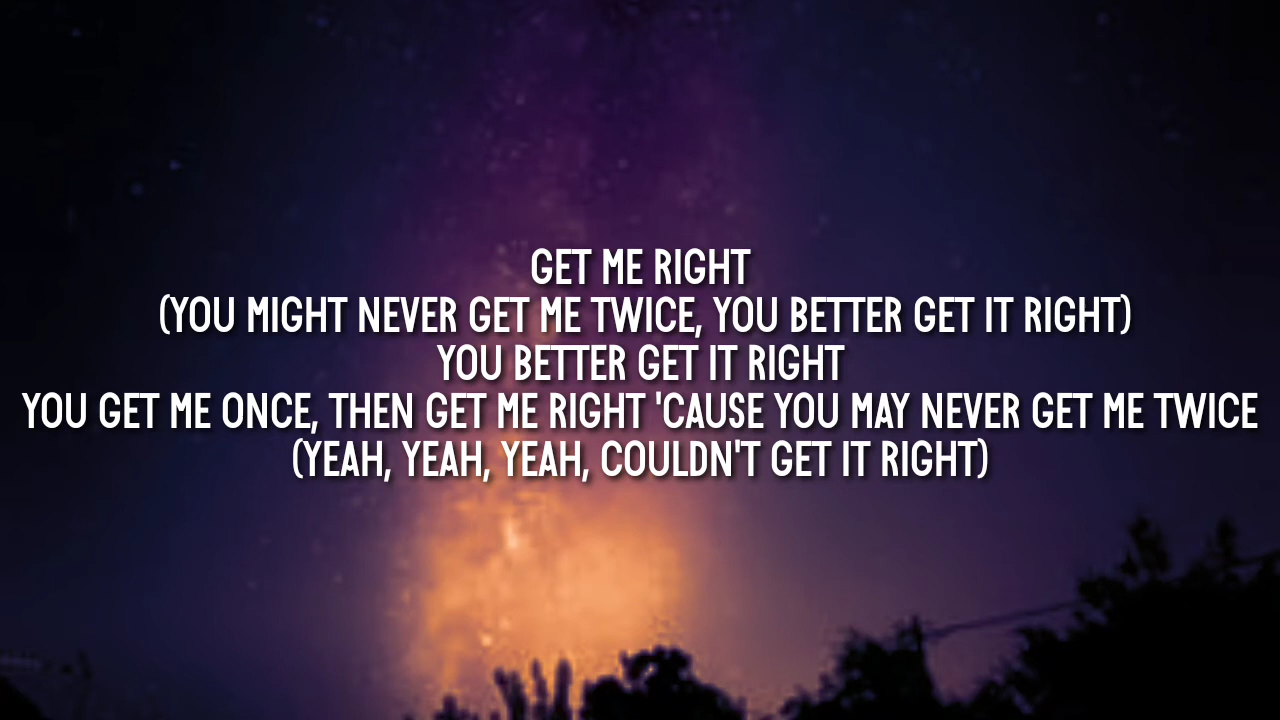 GET ME RIGHT
(YOU MIGHT NEVER GET ME TWICE, YOU BETTER GET IT RIGHT)
YOU BETTER GET IT RIGHT
YOU GET ME ONCE, THEN GET ME RIGHT 'CAUSE YOU MAY NEVER GET ME TWICE
(YEAH, YEAH, YEAH, COULDN'T GET IT RIGHT)